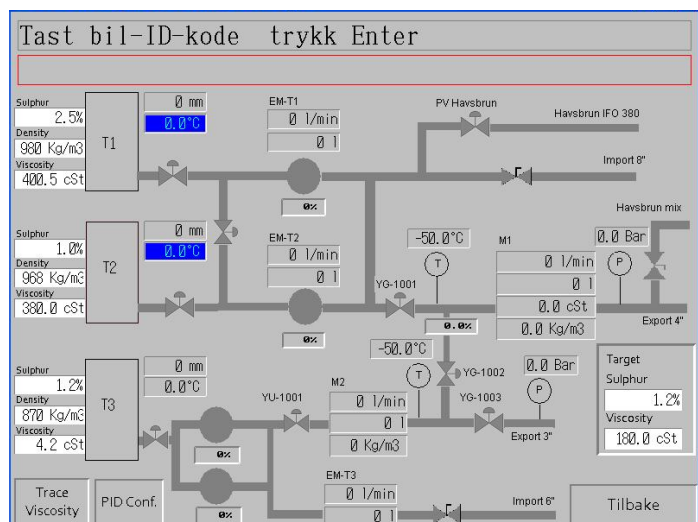 Tast bil-ID-kode trykk Enter
Sulphur
2.5%
Density
980 Kg/m3
Viscosity
400.5 cSt
T1
0 mm
0.0°C
EM-T1
0 l/min
0 l
0%
PV Havsbrun
Havsbrun IFO 380
Import 8"
Sulphur
1.0%
Density
968 Kg/m3
Viscosity
380.0 cSt
T2
0 mm
0.0°C
EM-T2
0 l/min
0 l
0%
YG-1001
-50.0°C
T
0.0%
M1
0 l/min
0 l
0.0 cSt
0.0 Kg/m3
0.0 Bar
P
Havsbrun mix
Export 4"
Sulphur
1.2%
Density
870 Kg/m3
Viscosity
4.2 cSt
T3
0 mm
0.0°C
0%
0%
YU-1001
M2
0 l/min
0 l
0 Kg/m3
-50.0°C
T
YG-1002
YG-1003
0.0 Bar
P
Export 3"
EM-T3
0 l/min
0 l
Import 6"
Target
Sulphur
1.2%
Viscosity
180.0 cSt
Trace
Viscosity
PID Conf.
Tilbake